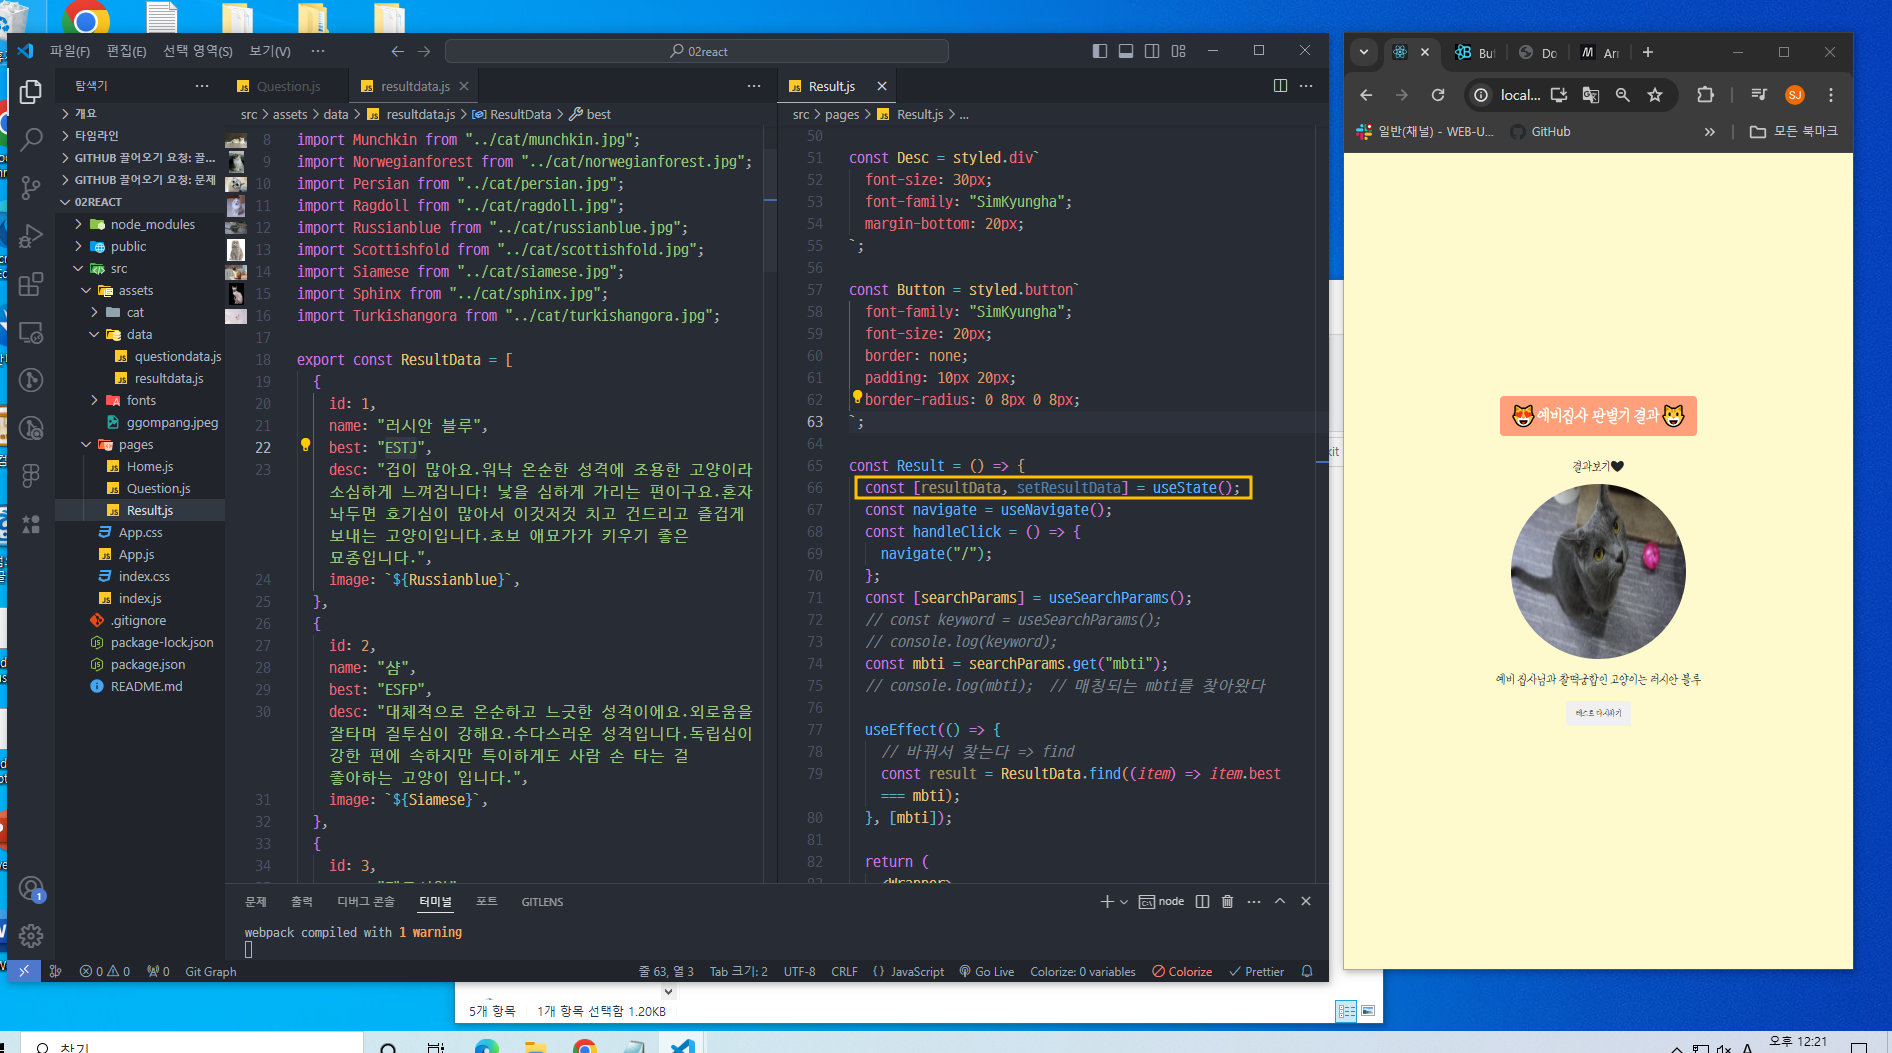 파일(F) 편집(E) 선택 영역(S) 보기(V) ··· 02react
탐색기 ···
개요
타임라인
GITHUB 끌어오기 요청: 끌...
GITHUB 끌어오기 요청: 문제
02REACT
node_modules
public
src
assets
cat
data
questiondata.js
resultdata.js
fonts
ggompang.jpeg
pages
Home.js
Question.js
Result.js
App.css
App.js
index.css
index.js
.gitignore
package-lock.json
package.json
README.md
Question.js resultdata.js
src > assets > data > resultdata.js > ResultData > best
8 import Munchkin from "../cat/munchkin.jpg";
9 import Norwegianforest from "../cat/norwegianforest.jpg";
10 import Persian from "../cat/persian.jpg";
11 import Ragdoll from "../cat/ragdoll.jpg";
12 import Russianblue from "../cat/russianblue.jpg";
13 import Scottishfold from "../cat/scottishfold.jpg";
14 import Siamese from "../cat/siamese.jpg";
15 import Sphinx from "../cat/sphinx.jpg";
16 import Turkishangora from "../cat/turkishangora.jpg";
17
18 export const ResultData = [
19 {
20 id: 1,
21 name: "러시안 블루",
22 best: "ESTJ",
23 desc: "겁이 많아요.워낙 온순한 성격에 조용한 고양이라
소심하게 느껴집니다! 낯을 심하게 가리는 편이구요.혼자
놔두면 호기심이 많아서 이것저것 치고 건드리고 즐겁게
보내는 고양이입니다.초보 애묘가가 키우기 좋은
묘종입니다.",
24 image: `${Russianblue}`,
25 },
26 {
27 id: 2,
28 name: "샴",
29 best: "ESFP",
30 desc: "대체적으로 온순하고 느긋한 성격이에요.외로움을
잘타며 질투심이 강해요.수다스러운 성격입니다.독립심이
강한 편에 속하지만 특이하게도 사람 손 타는 걸
좋아하는 고양이 입니다.",
31 image: `${Siamese}`,
32 },
33 {
34 id: 3,
Result.js
src > pages > Result.js > ...
50
51 const Desc = styled.div`
52 font-size: 30px;
53 font-family: "SimKyungha";
54 margin-bottom: 20px;
55 `;
56
57 const Button = styled.button`
58 font-family: "SimKyungha";
59 font-size: 20px;
60 border: none;
61 padding: 10px 20px;
62 border-radius: 0 8px 0 8px;
63 `;
64
65 const Result = () => {
66 const [resultData, setResultData] = useState();
67 const navigate = useNavigate();
68 const handleClick = () => {
69 navigate("/");
70 };
71 const [searchParams] = useSearchParams();
72 // const keyword = useSearchParams();
73 // console.log(keyword);
74 const mbti = searchParams.get("mbti");
75 // console.log(mbti); // 매칭되는 mbti를 찾아왔다
76
77 useEffect(() => {
78 // 바꿔서 찾는다 => find
79 const result = ResultData.find((item) => item.best
=== mbti);
80 }, [mbti]);
81
82 return (
83 <Wrapper>
문제 출력 디버그 콘솔 터미널 포트 GITLENS
node
webpack compiled with 1 warning
1
0 0 0 Git Graph
줄 63, 열 3 Tab 크기: 2 UTF-8 CRLF {} JavaScript Go Live Colorize: 0 variables Colorize Prettier
5개 항목 1개 항목 선택함 1.20KB
But Do Arr
local... SJ
일반(채널) - WEB-U... GitHub » 모든 북마크
예비집사 판별기 결과
결과보기
예비 집사님과 찰떡궁합인 고양이는 러시안 블루
테스트 다시하기
찾기
A 오후 12:21